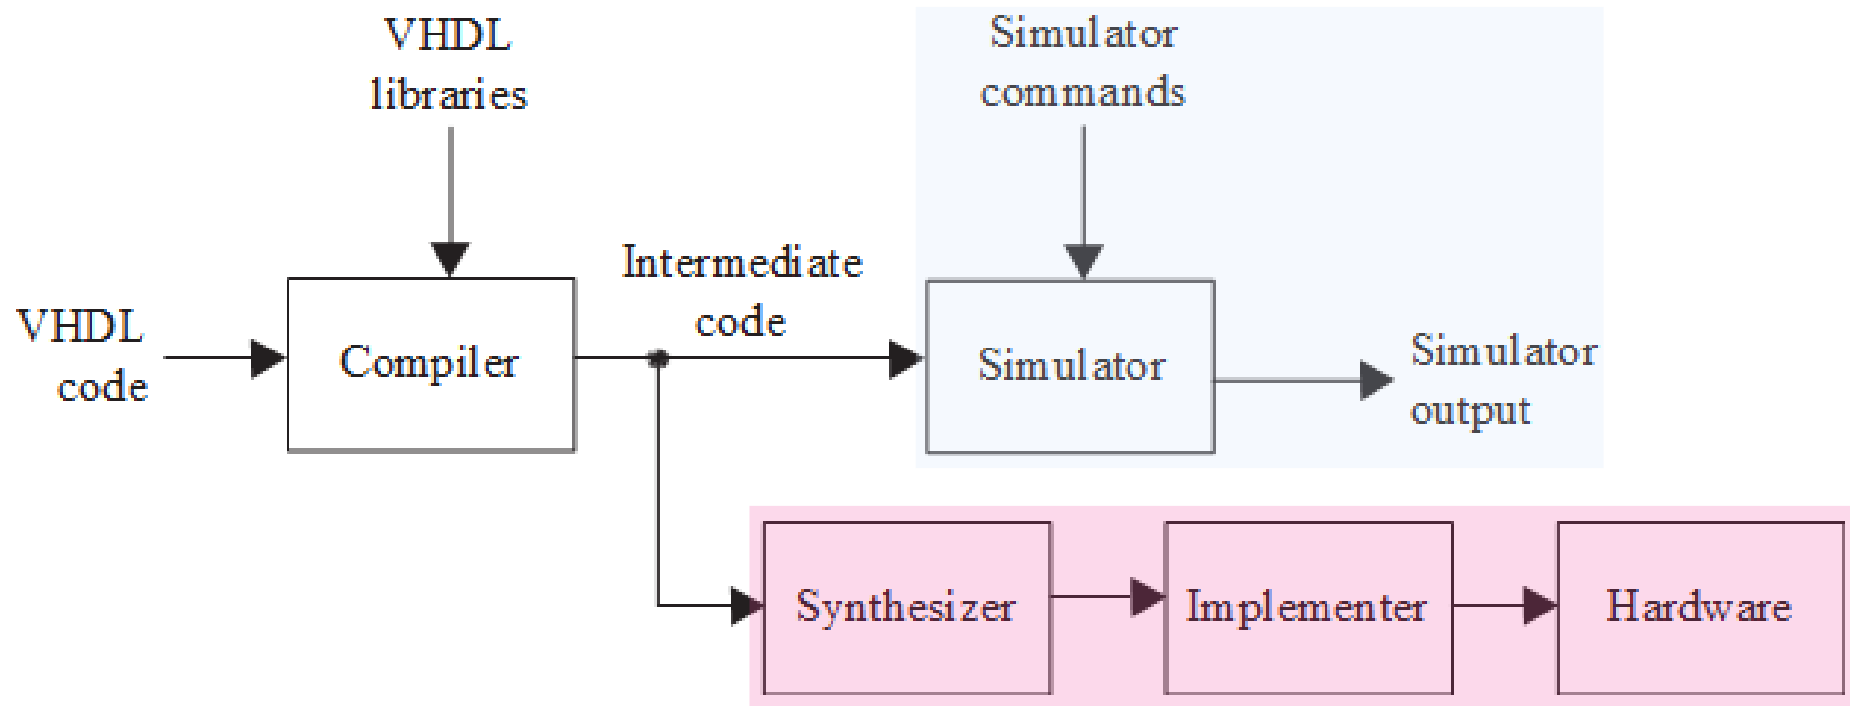 VHDL
libraries
Simulator
commands
Intermediate
code
VHDL
code
Compiler
Simulator
Simulator
output
Synthesizer
Implementer
Hardware